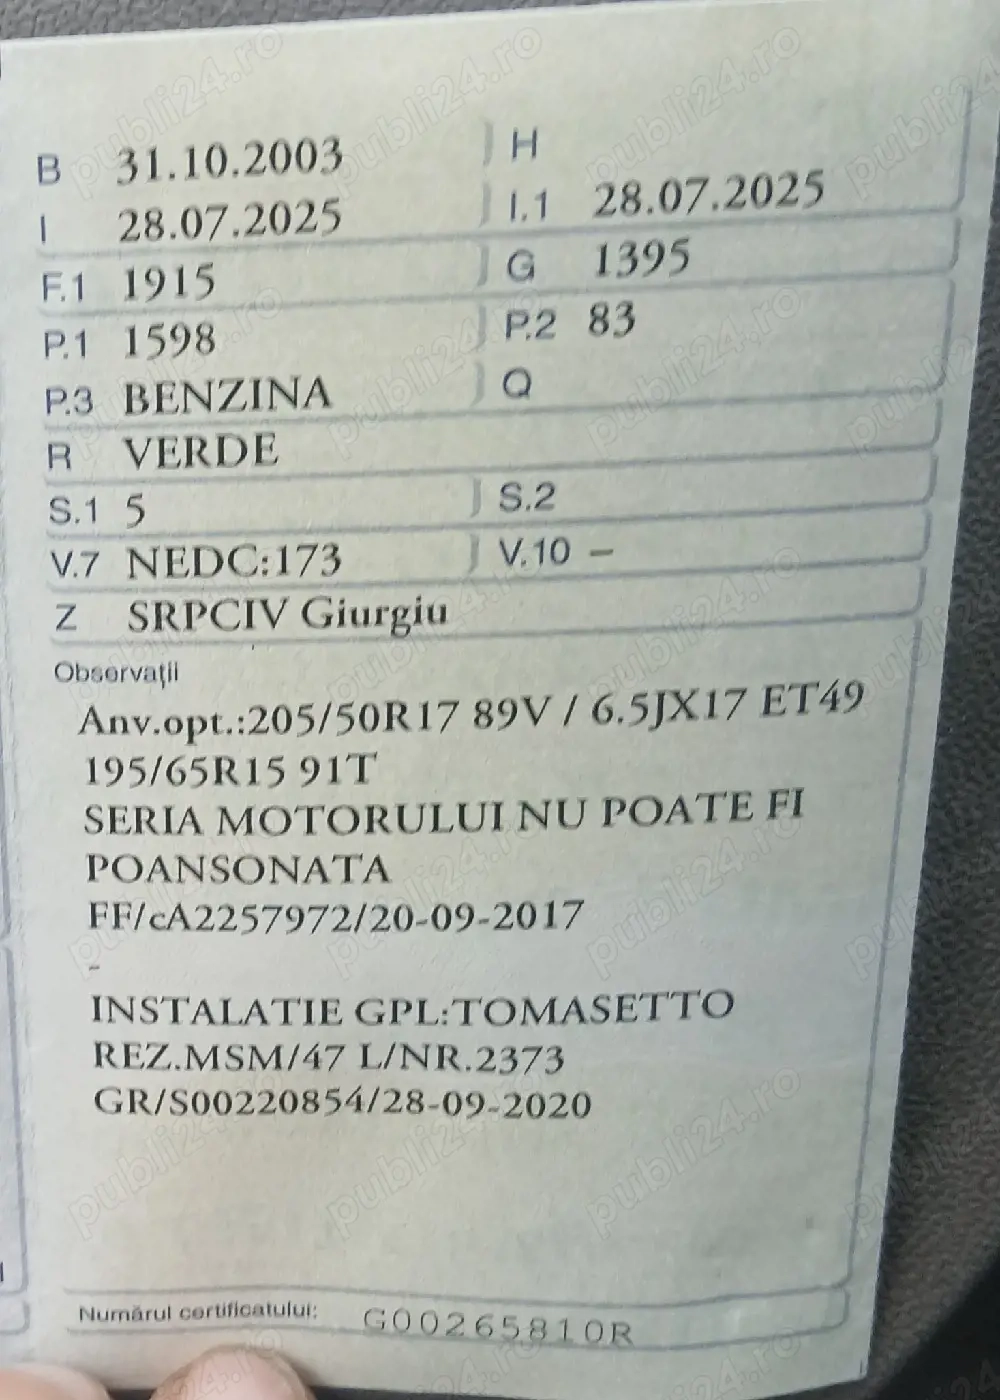 B 31.10.2003 H
I 28.07.2025 I.1 28.07.2025
F.1 1915 G 1395
P.1 1598 P.2 83
P.3 BENZINA Q
R VERDE
S.1 5 S.2
V.7 NEDC:173 V.10 –
Z SRPCIV Giurgiu
Observații
Anv.opt.:205/50R17 89V / 6.5JX17 ET49
195/65R15 91T
SERIA MOTORULUI NU POATE FI
POANSONATA
FF/cA2257972/20-09-2017
-
INSTALATIE GPL:TOMASETTO
REZ.MSM/47 L/NR.2373
GR/S00220854/28-09-2020
Numărul certificatului: G00265810R
publi24.ro